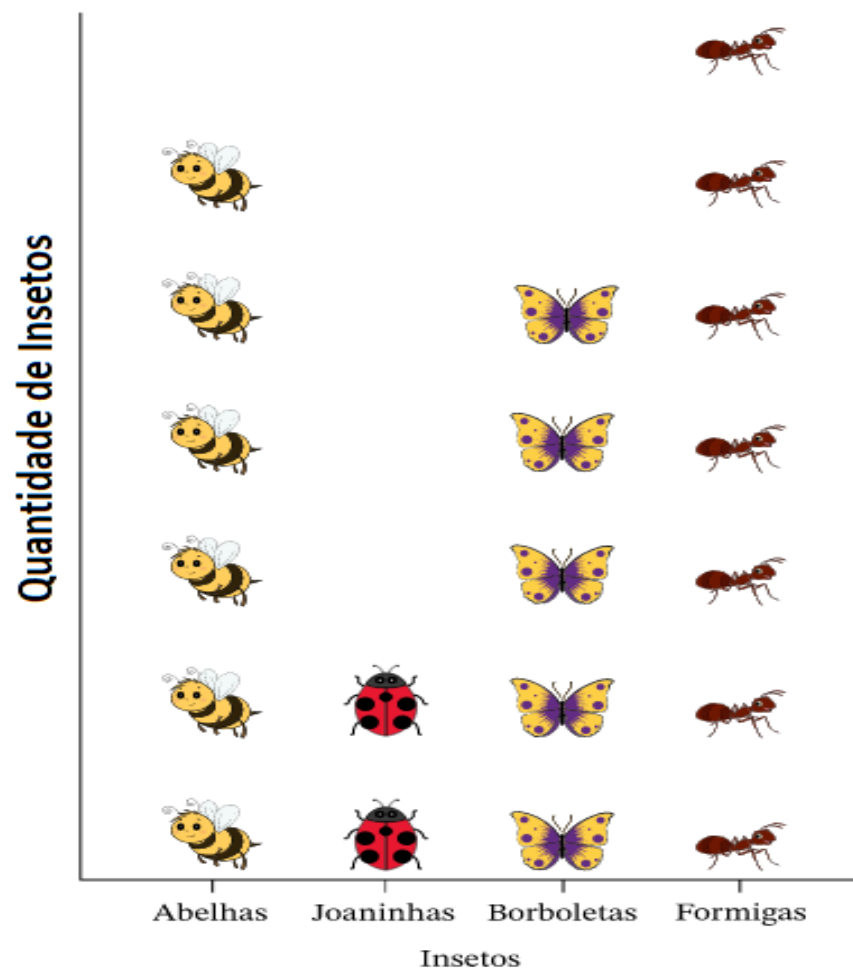 Quantidade de Insetos
Abelhas Joaninhas Borboletas Formigas
Insetos